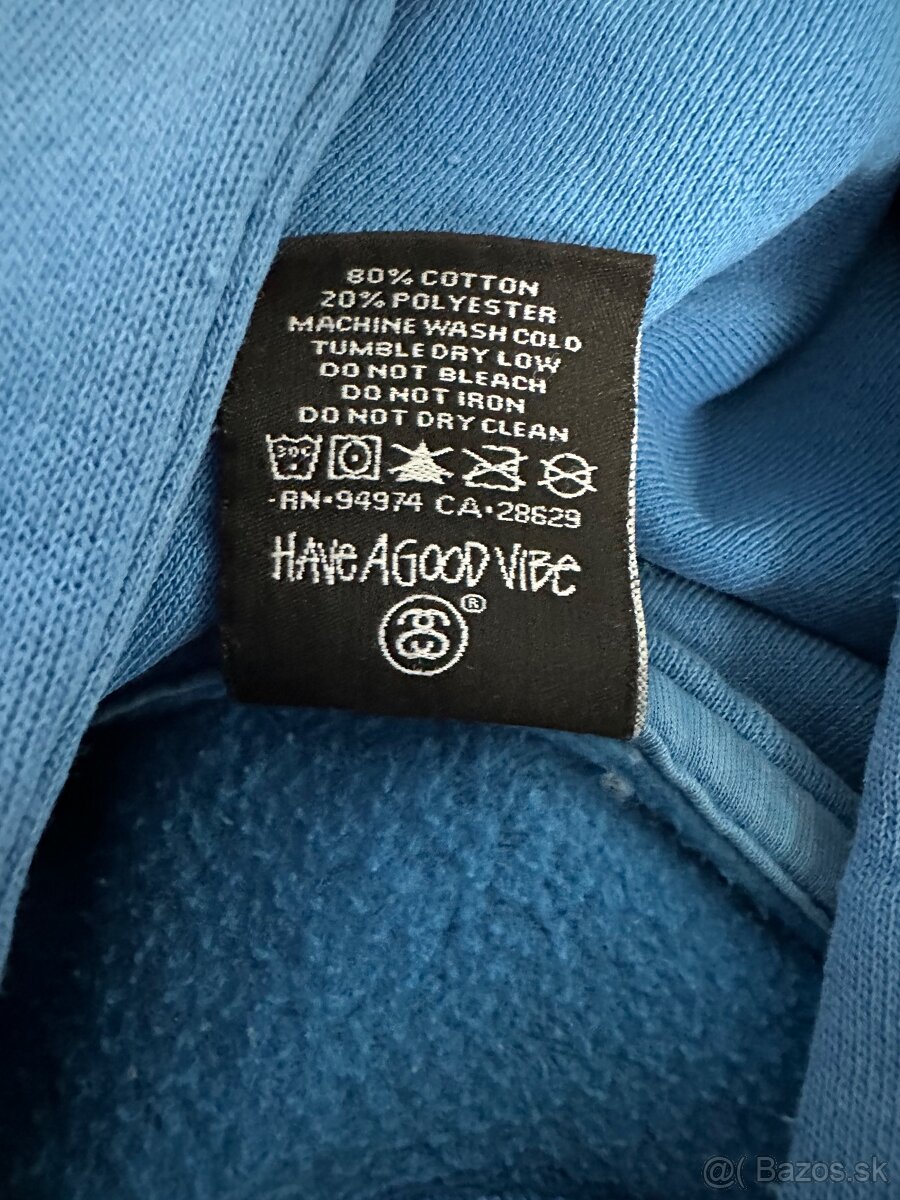 80% COTTON
20% POLYESTER
MACHINE WASH COLD
TUMBLE DRY LOW
DO NOT BLEACH
DO NOT IRON
DO NOT DRY CLEAN
30C
-RN•94974 CA•28629
HAVE A GOOD VIBE
®
@( Bazos.sk